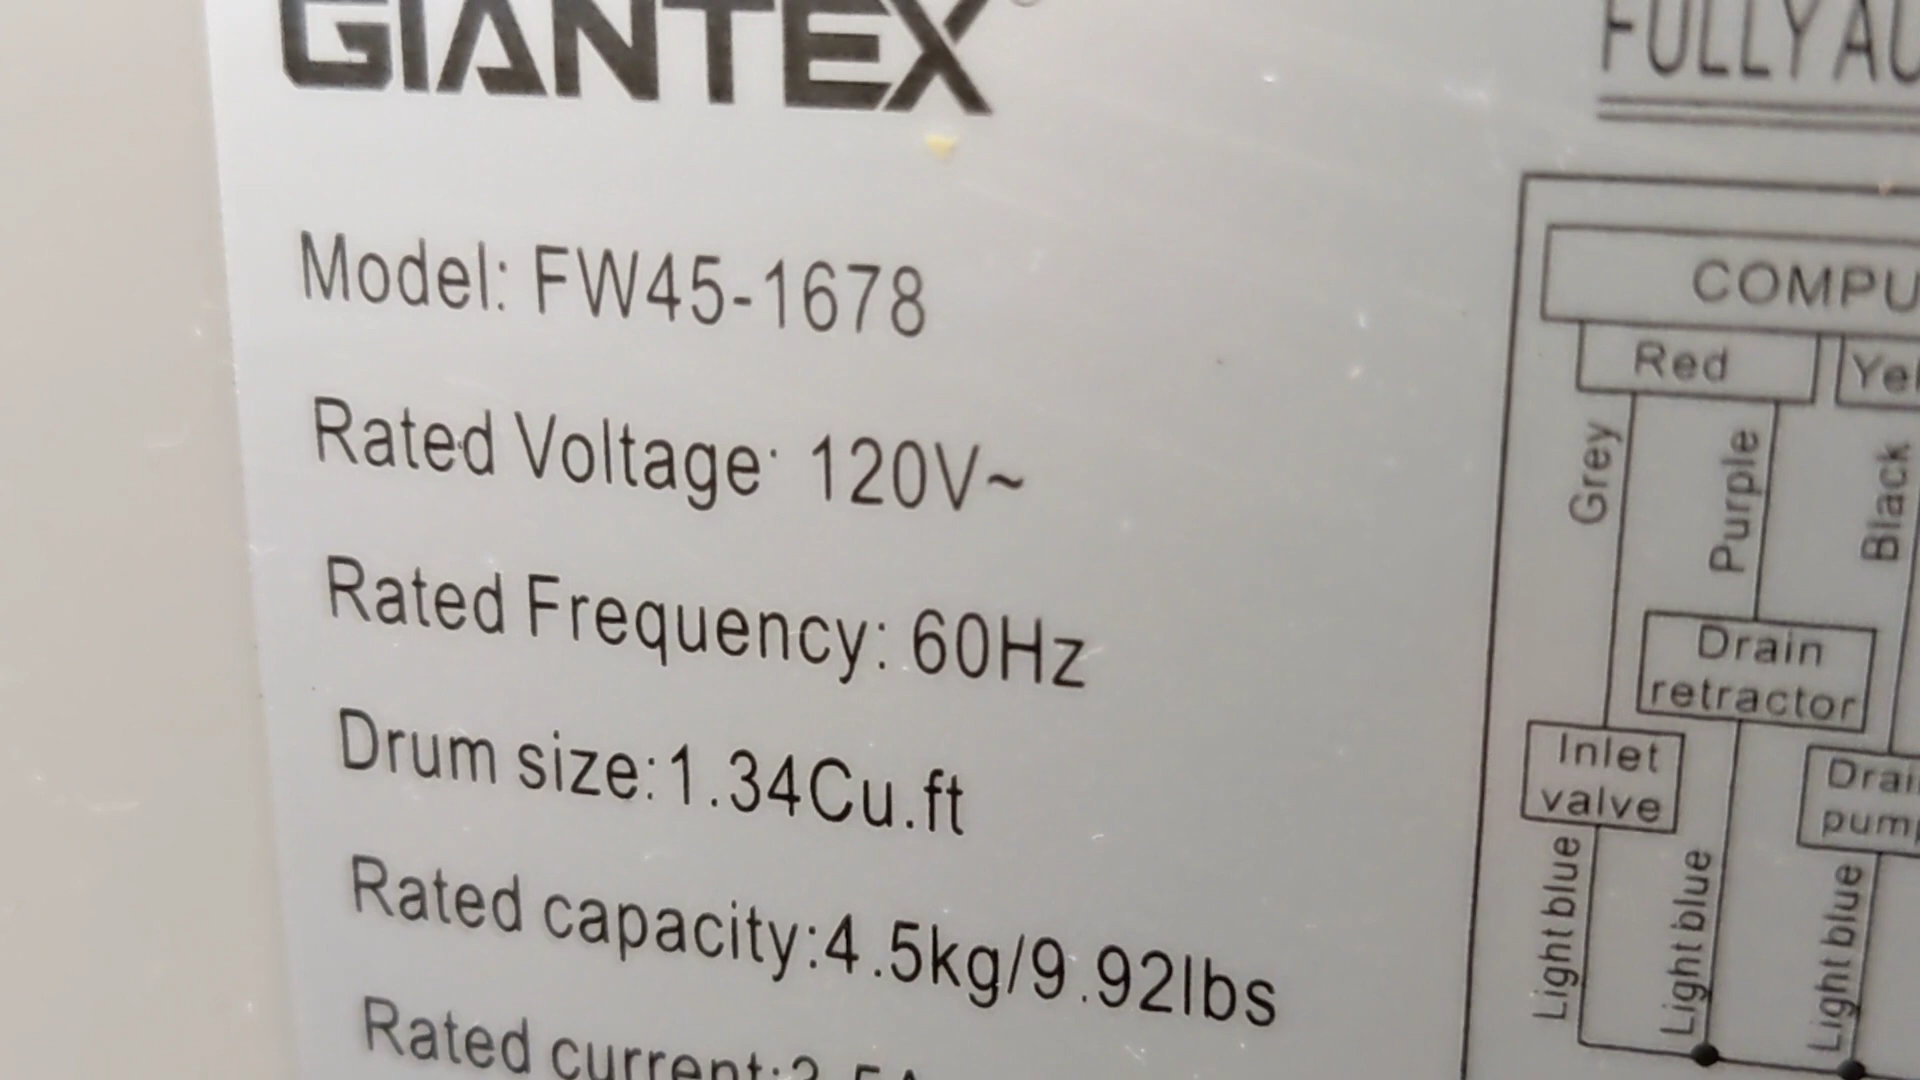 GIANTEX
Model: FW45-1678
Rated Voltage: 120V~
Rated Frequency: 60Hz
Drum size:1.34Cu.ft
Rated capacity:4.5kg/9.92lbs
Rated current:
FULLY AU
COMPU
Red
Yel
Grey
Purple
Black
Drain
retractor
Inlet
valve
Drain
pump
Light blue
Light blue
Light blue